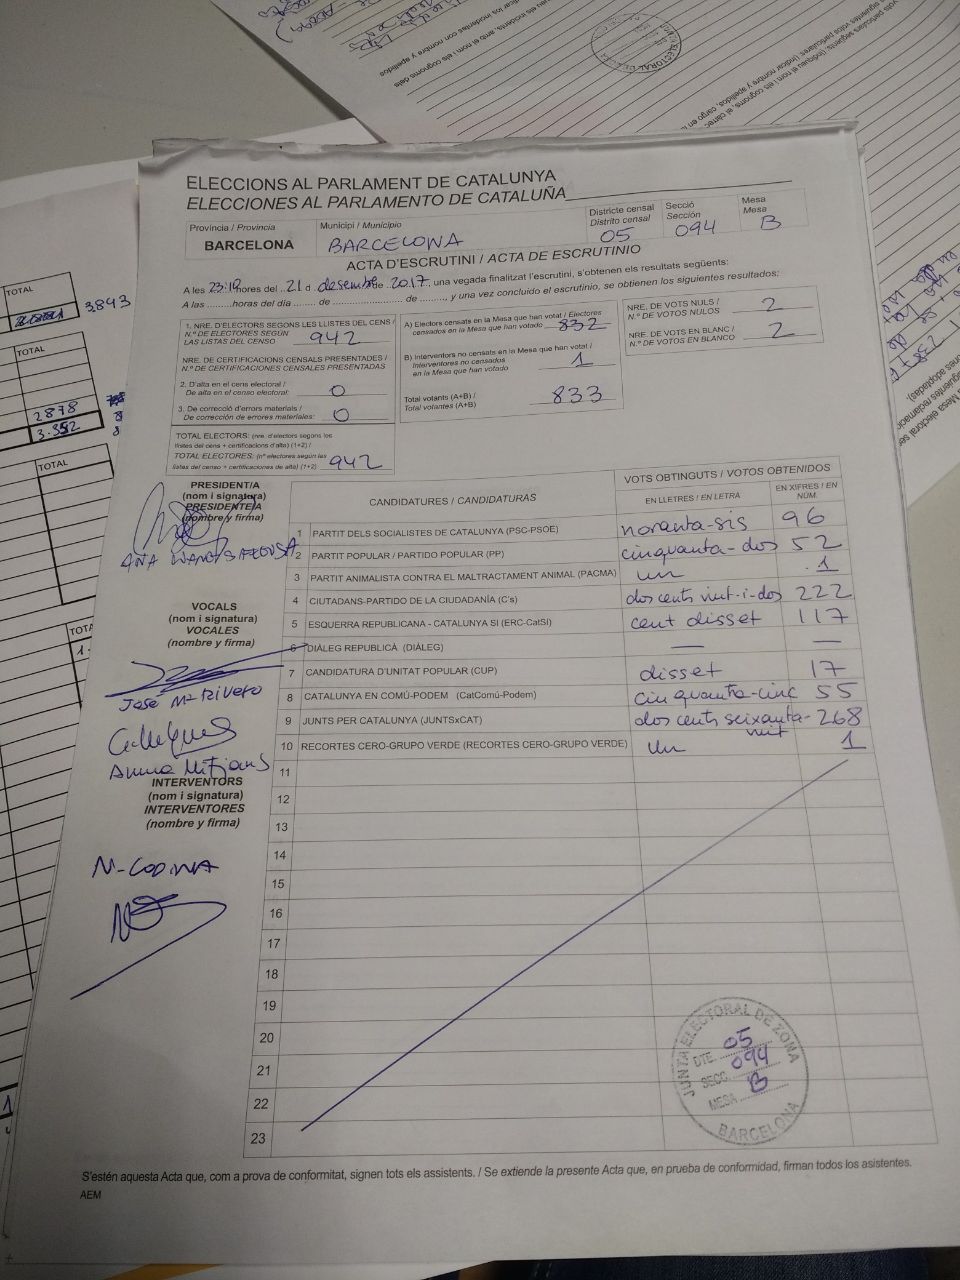 TOTAL
3843
TOTAL
2878
3.352
TOTAL
ELECCIONS AL PARLAMENT DE CATALUNYA
ELECCIONES AL PARLAMENTO DE CATALUÑA
Província / Provincia
BARCELONA
Municipi / Municipio
BARCELONA
Districte censal
Distrito censal
05
Secció
Sección
094
Mesa
Mesa
B
ACTA D'ESCRUTINI / ACTA DE ESCRUTINIO
A les 23:19 hores del 21 d desembre de 2017, una vegada finalitzat l'escrutini, s'obtenen els resultats següents:
A las ......... horas del día ....... de ..................... de ........, y una vez concluido el escrutinio, se obtienen los siguientes resultados:
1. NRE. D'ELECTORS SEGONS LES LLISTES DEL CENS /
N.º DE ELECTORES SEGÚN
LAS LISTAS DEL CENSO 942
NRE. DE CERTIFICACIONS CENSALS PRESENTADES /
N.º DE CERTIFICACIONES CENSALES PRESENTADAS
2. D'alta en el cens electoral /
De alta en el censo electoral: 0
3. De correcció d'errors materials /
De corrección de errores materiales: 0
TOTAL ELECTORS: (nre. d'electors segons les
llistes del cens + certificacions d'alta) (1+2) /
TOTAL ELECTORES: (nº electores según las
listas del censo + certificaciones de alta) (1+2) 942
A) Electors censats en la Mesa que han votat / Electores
censados en la Mesa que han votado 832
B) Interventors no censats en la Mesa que han votat /
Interventores no censados
en la Mesa que han votado 1
Total votants (A+B) /
Total votantes (A+B) 833
NRE. DE VOTS NULS /
N.º DE VOTOS NULOS 2
NRE. DE VOTS EN BLANC /
N.º DE VOTOS EN BLANCO 2
PRESIDENT/A
(nom i signatura)
PRESIDENTE/A
(nombre y firma)
VOCALS
(nom i signatura)
VOCALES
(nombre y firma)
José Mª Rivero
Anna Mitjans
INTERVENTORS
(nom i signatura)
INTERVENTORES
(nombre y firma)
N-CODINA
CANDIDATURES / CANDIDATURAS
VOTS OBTINGUTS / VOTOS OBTENIDOS
EN LLETRES / EN LETRA
EN XIFRES / EN NÚM.
1 PARTIT DELS SOCIALISTES DE CATALUNYA (PSC-PSOE) noranta-sis 96
2 PARTIT POPULAR / PARTIDO POPULAR (PP) cinquanta-dos 52
3 PARTIT ANIMALISTA CONTRA EL MALTRACTAMENT ANIMAL (PACMA) un 1
4 CIUTADANS-PARTIDO DE LA CIUDADANÍA (C's) dos cents vint-i-dos 222
5 ESQUERRA REPUBLICANA - CATALUNYA SI (ERC-CatSI) cent disset 117
6 DIÀLEG REPUBLICÀ (DIÀLEG) — —
7 CANDIDATURA D'UNITAT POPULAR (CUP) disset 17
8 CATALUNYA EN COMÚ-PODEM (CatComú-Podem) cinquanta-cinc 55
9 JUNTS PER CATALUNYA (JUNTSxCAT) dos cents seixanta-vuit 268
10 RECORTES CERO-GRUPO VERDE (RECORTES CERO-GRUPO VERDE) un 1
11
12
13
14
15
16
17
18
19
20
21
22
23
JUNTA ELECTORAL DE ZONA
DTE. 05
SECC. 094
MESA B
BARCELONA
S'estén aquesta Acta que, com a prova de conformitat, signen tots els assistents. / Se extiende la presente Acta que, en prueba de conformidad, firman todos los asistentes.
AEM